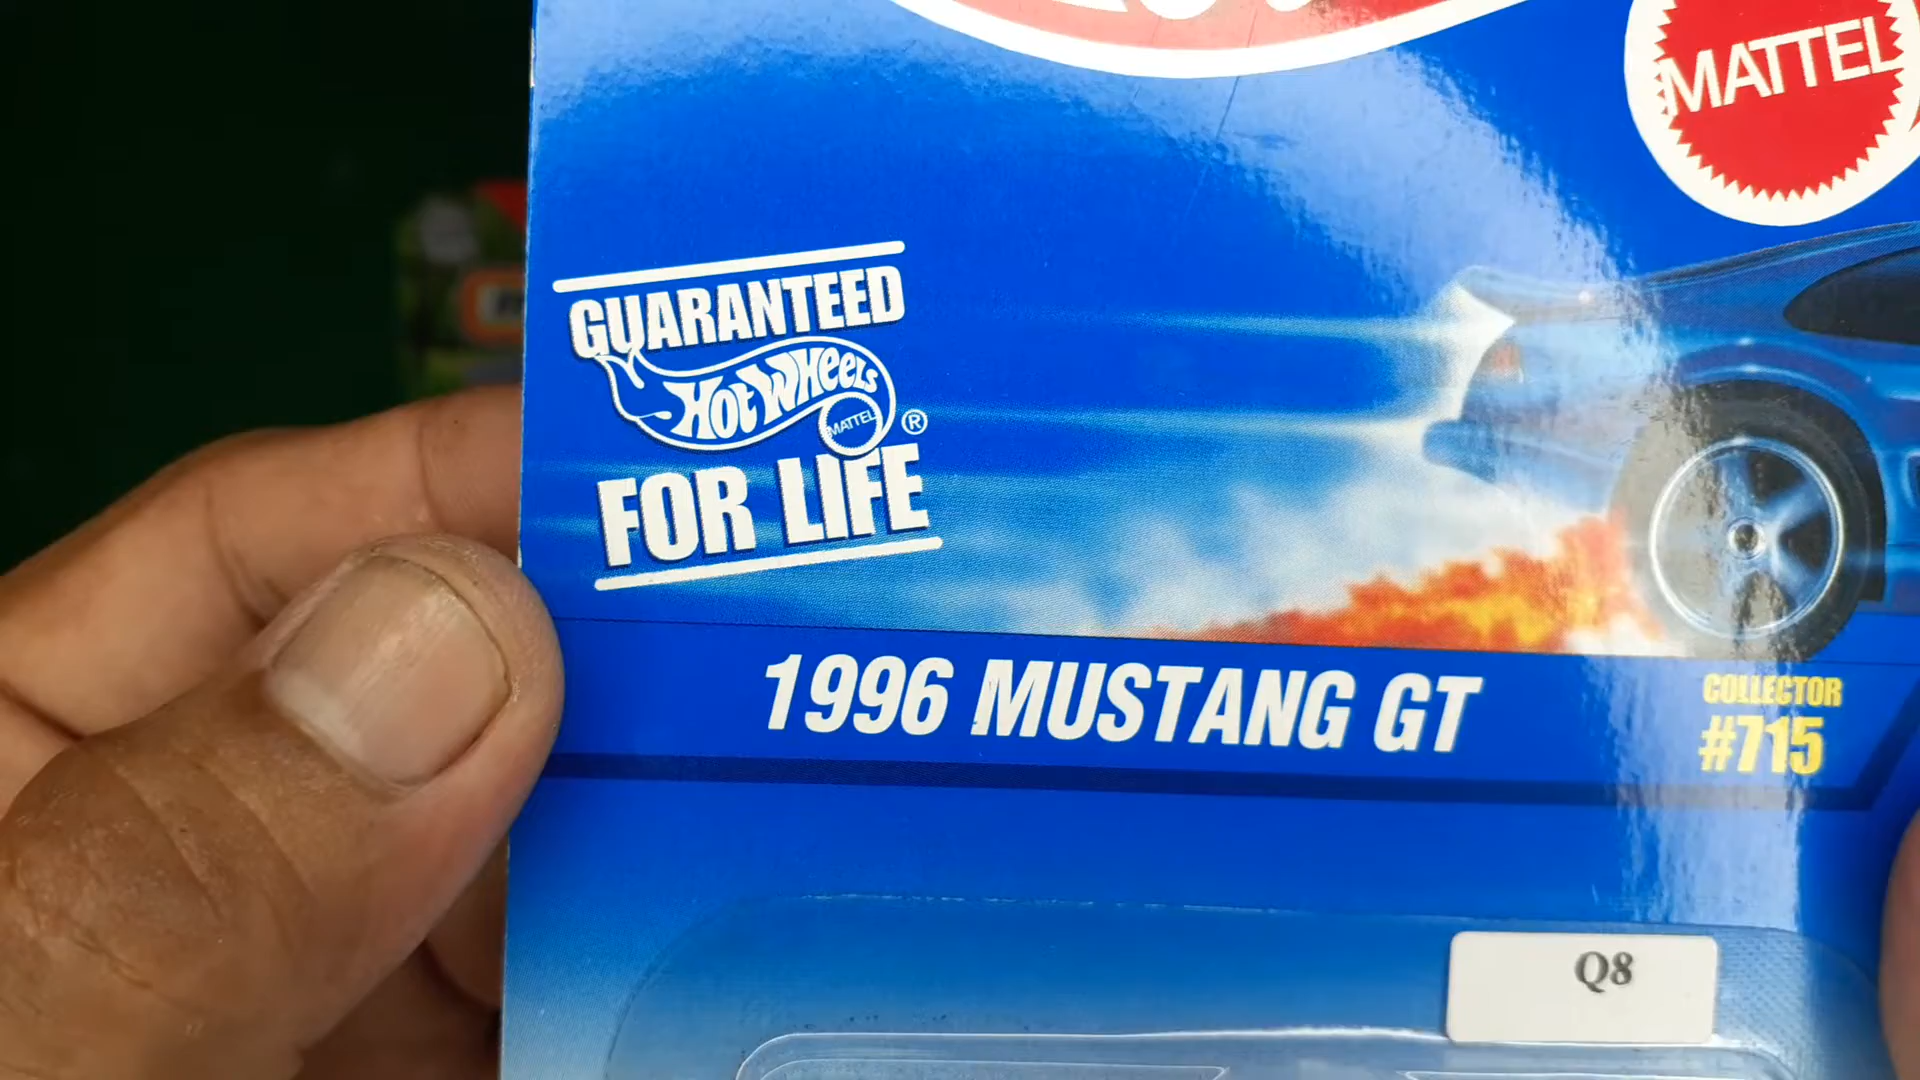 MATTEL
GUARANTEED
Hot Wheels
MATTEL
®
FOR LIFE
1996 MUSTANG GT
COLLECTOR
#715
Q8